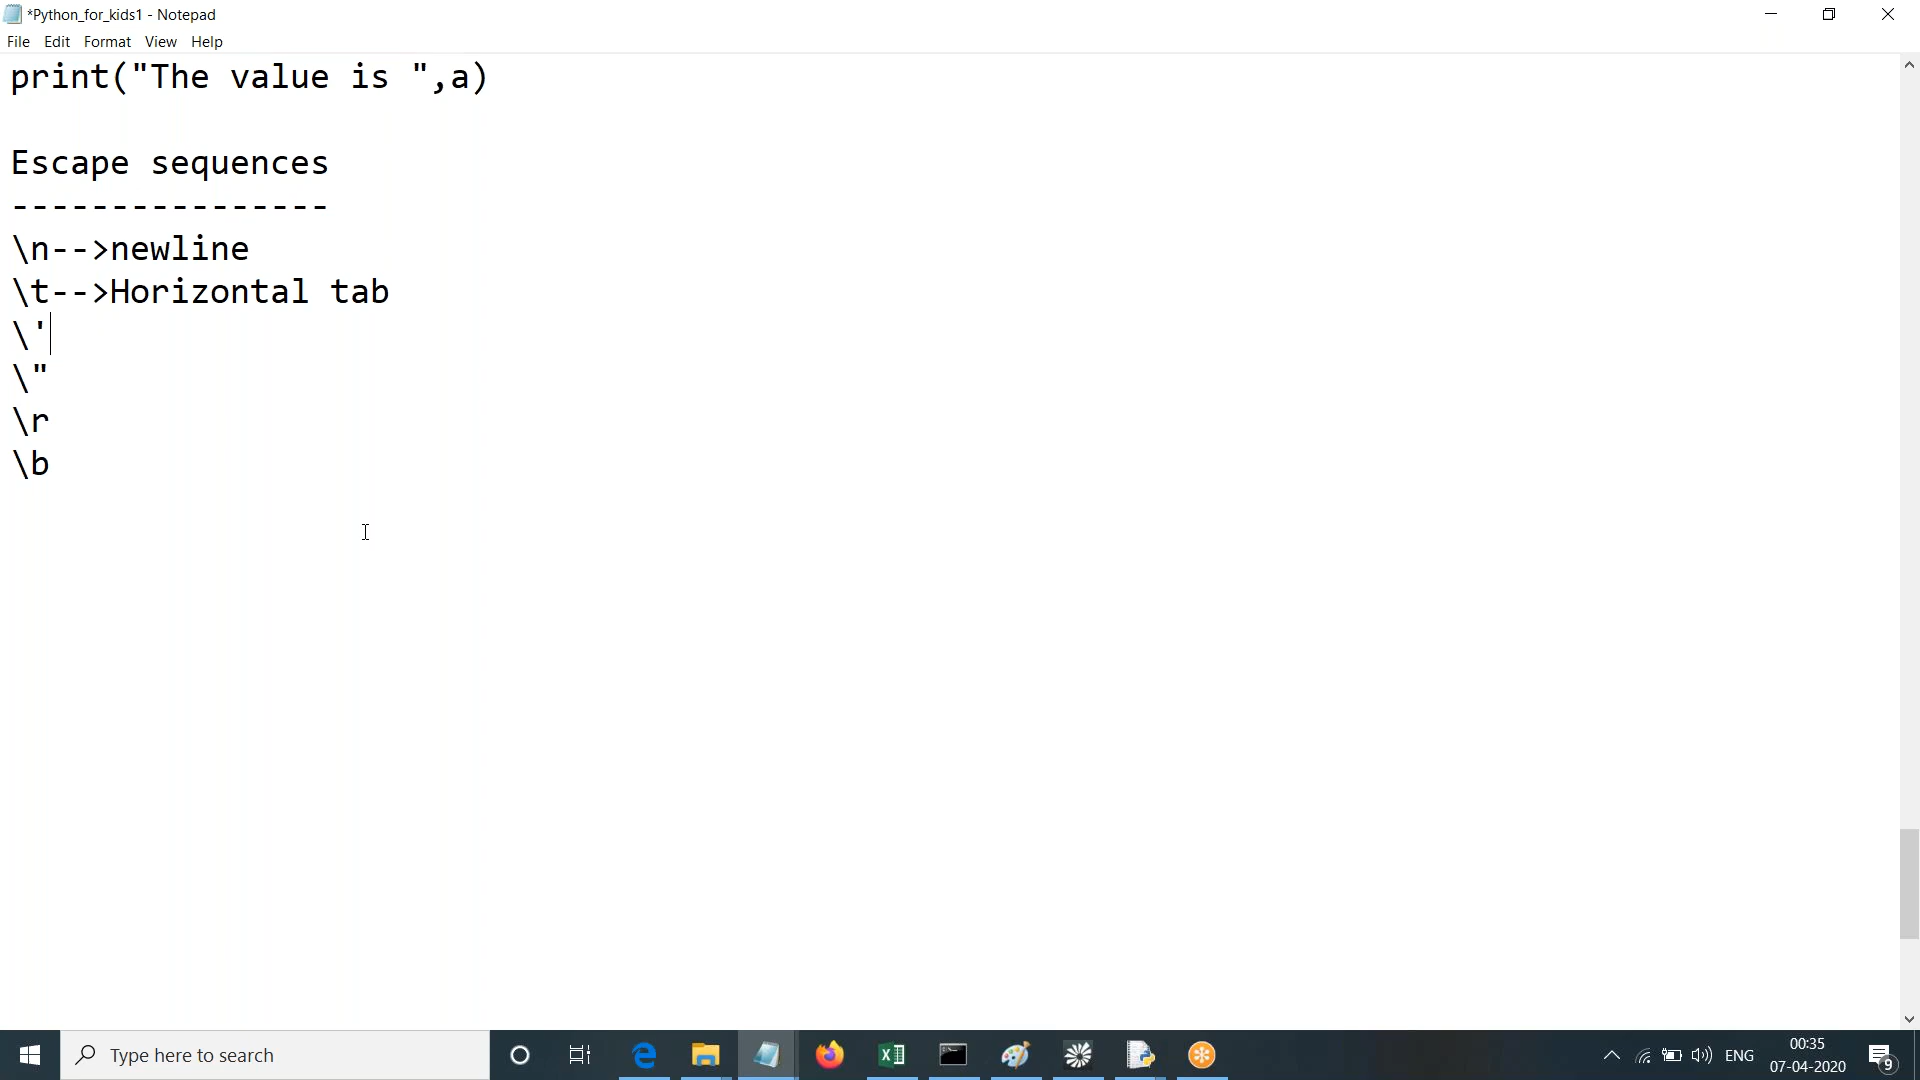 *Python_for_kids1 - Notepad
File Edit Format View Help
print("The value is ",a)
Escape sequences
----------------
\n-->newline
\t-->Horizontal tab
\'
\"
\r
\b
Type here to search
ENG
00:35
07-04-2020
9